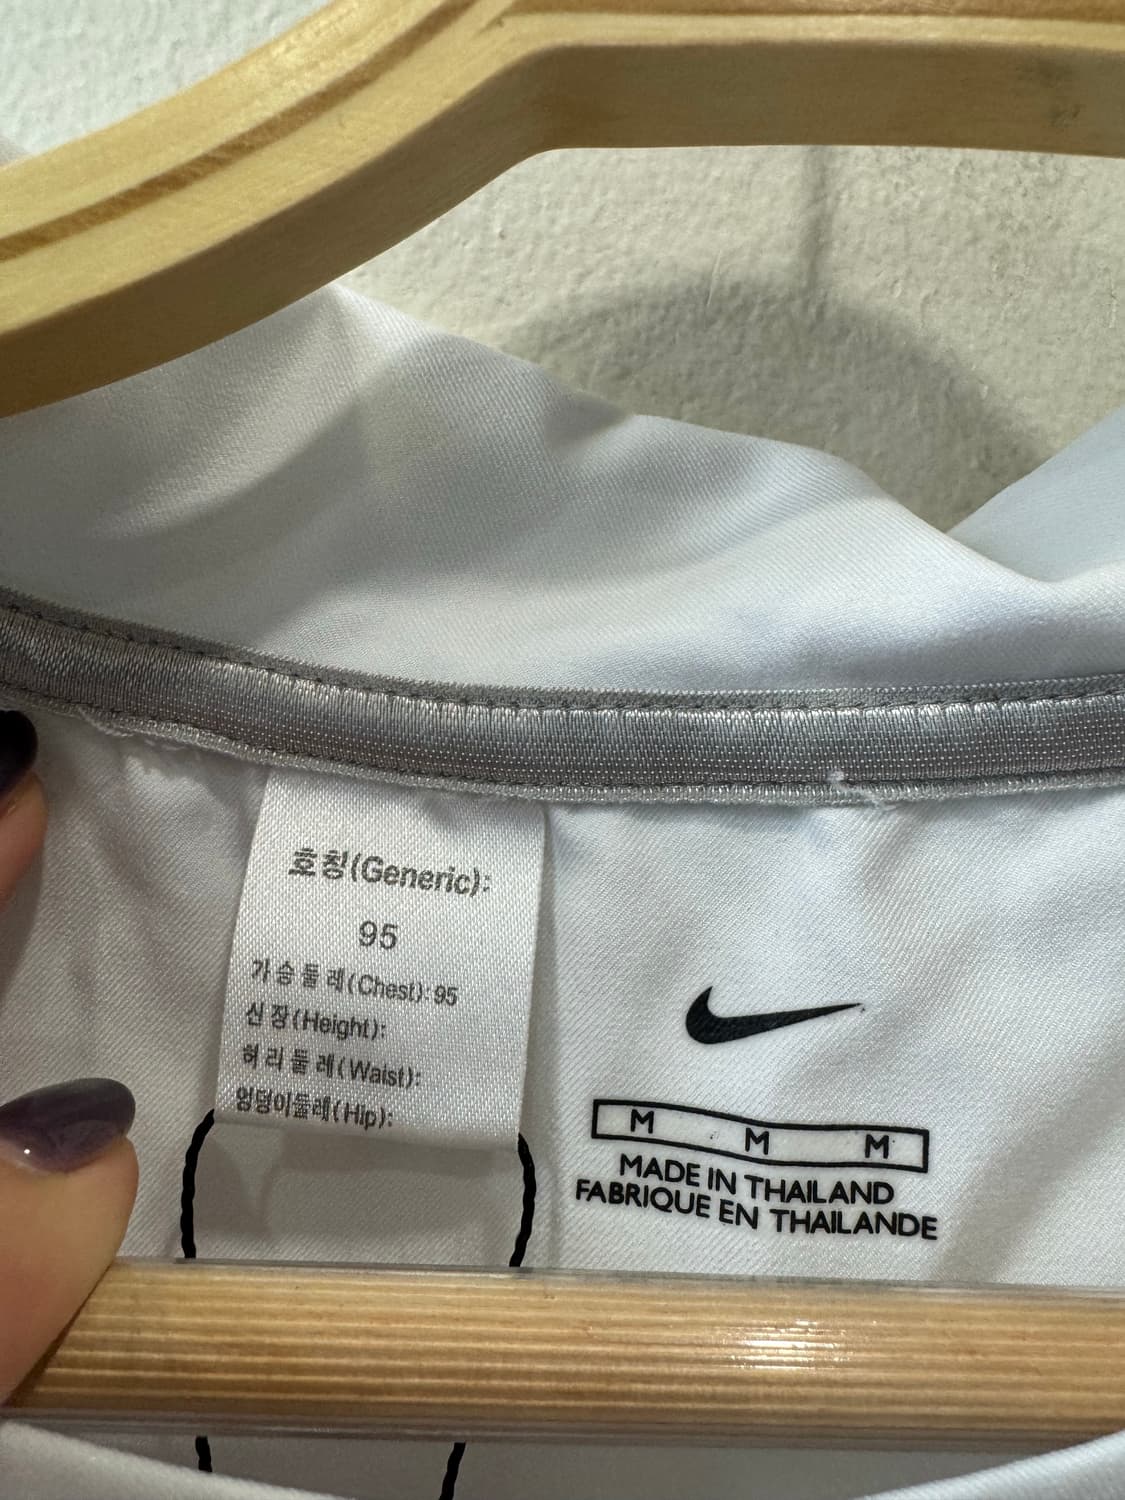 호칭(Generic):
95
가슴둘레(Chest): 95
신장(Height):
허리둘레(Waist):
엉덩이둘레(Hip):
M M M
MADE IN THAILAND
FABRIQUE EN THAILANDE